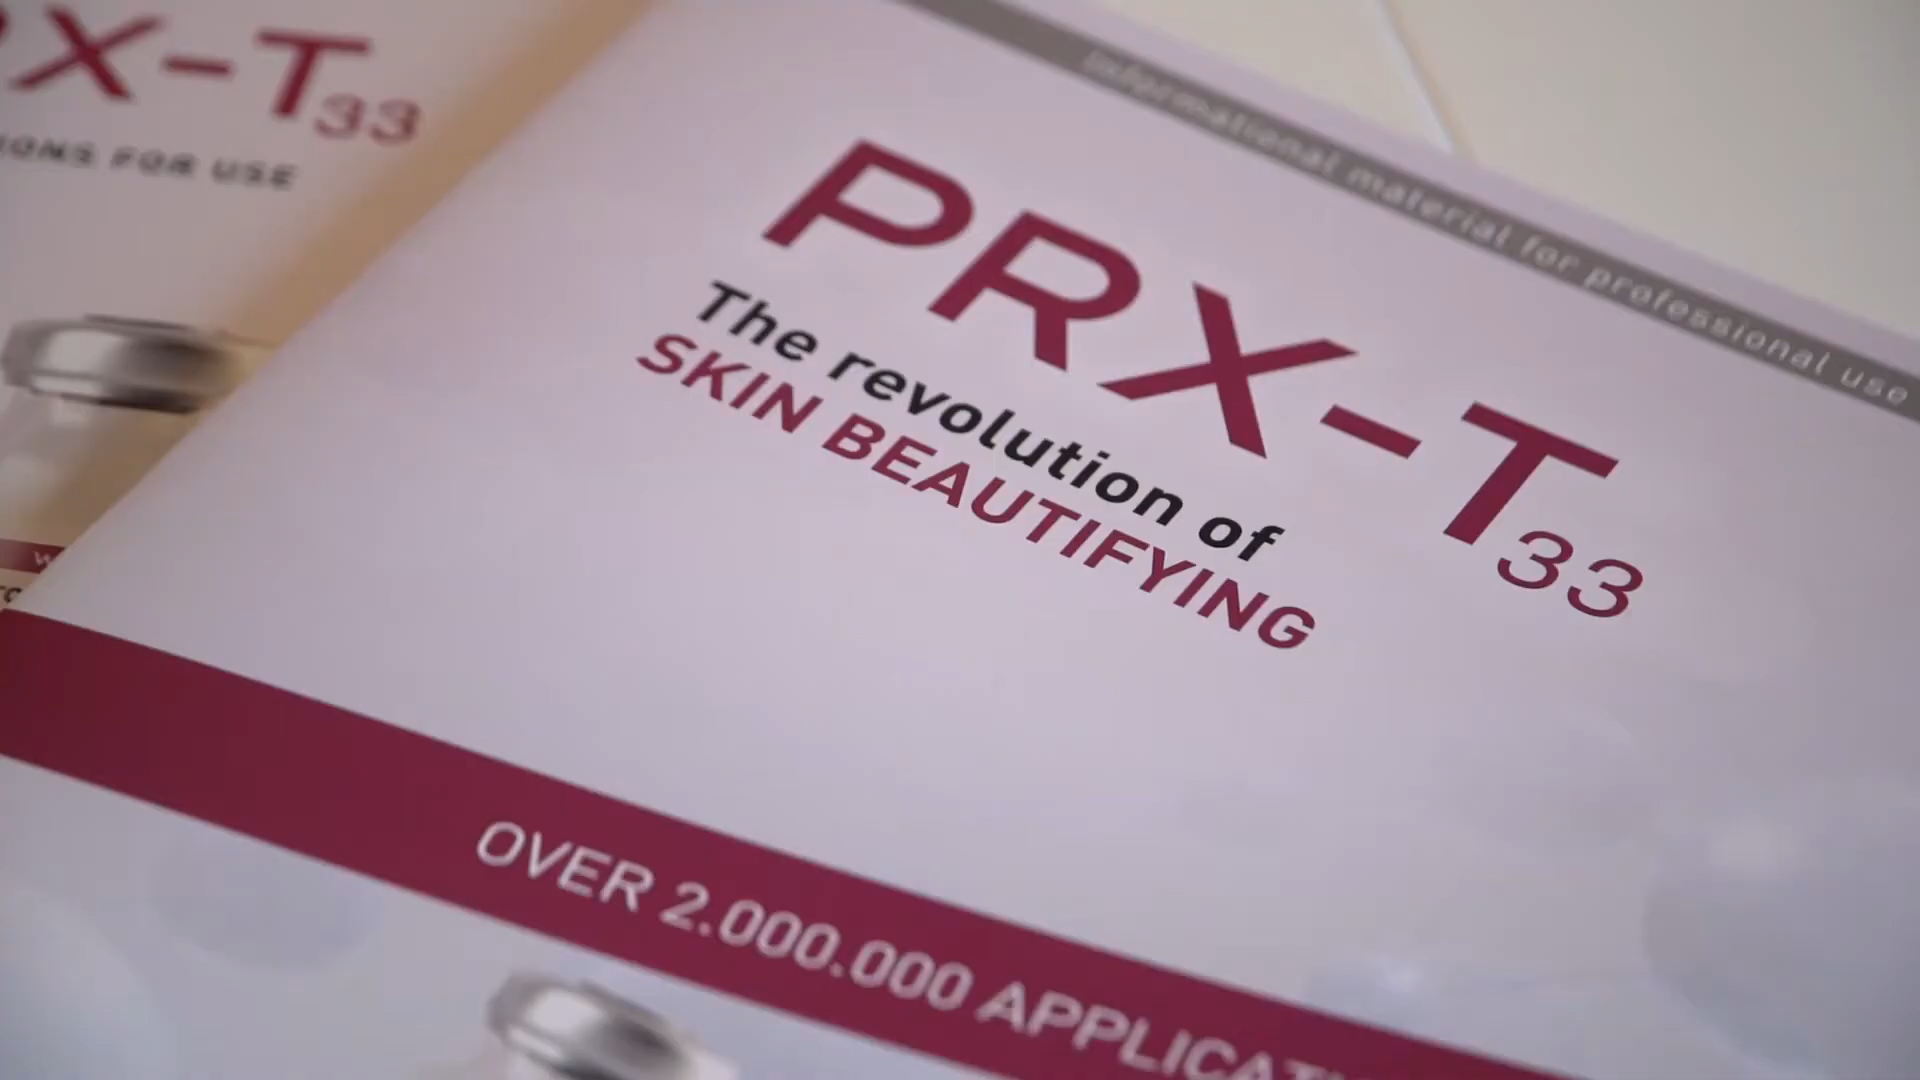 X-T33
IONS FOR USE
informational material for professional use
PRX-T33
The revolution of
SKIN BEAUTIFYING
OVER 2.000.000 APPLICAT